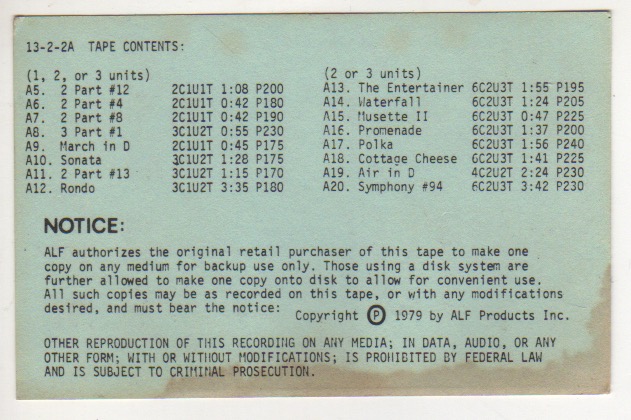 13-2-2A TAPE CONTENTS:
(1, 2, or 3 units)
A5. 2 Part #12 2C1U1T 1:08 P200
A6. 2 Part #4 2C1U1T 0:42 P180
A7. 2 Part #8 2C1U1T 0:42 P190
A8. 3 Part #1 3C1U2T 0:55 P230
A9. March in D 2C1U1T 0:45 P175
A10. Sonata 3C1U2T 1:28 P175
A11. 2 Part #13 3C1U2T 1:15 P170
A12. Rondo 3C1U2T 3:35 P180
(2 or 3 units)
A13. The Entertainer 6C2U3T 1:55 P195
A14. Waterfall 6C2U3T 1:24 P205
A15. Musette II 6C2U3T 0:47 P225
A16. Promenade 6C2U3T 1:37 P200
A17. Polka 6C2U3T 1:56 P240
A18. Cottage Cheese 6C2U3T 1:41 P225
A19. Air in D 4C2U2T 2:24 P230
A20. Symphony #94 6C2U3T 3:42 P230
NOTICE:
ALF authorizes the original retail purchaser of this tape to make one
copy on any medium for backup use only. Those using a disk system are
further allowed to make one copy onto disk to allow for convenient use.
All such copies may be as recorded on this tape, or with any modifications
desired, and must bear the notice: Copyright Ⓟ 1979 by ALF Products Inc.
OTHER REPRODUCTION OF THIS RECORDING ON ANY MEDIA; IN DATA, AUDIO, OR ANY
OTHER FORM; WITH OR WITHOUT MODIFICATIONS; IS PROHIBITED BY FEDERAL LAW
AND IS SUBJECT TO CRIMINAL PROSECUTION.